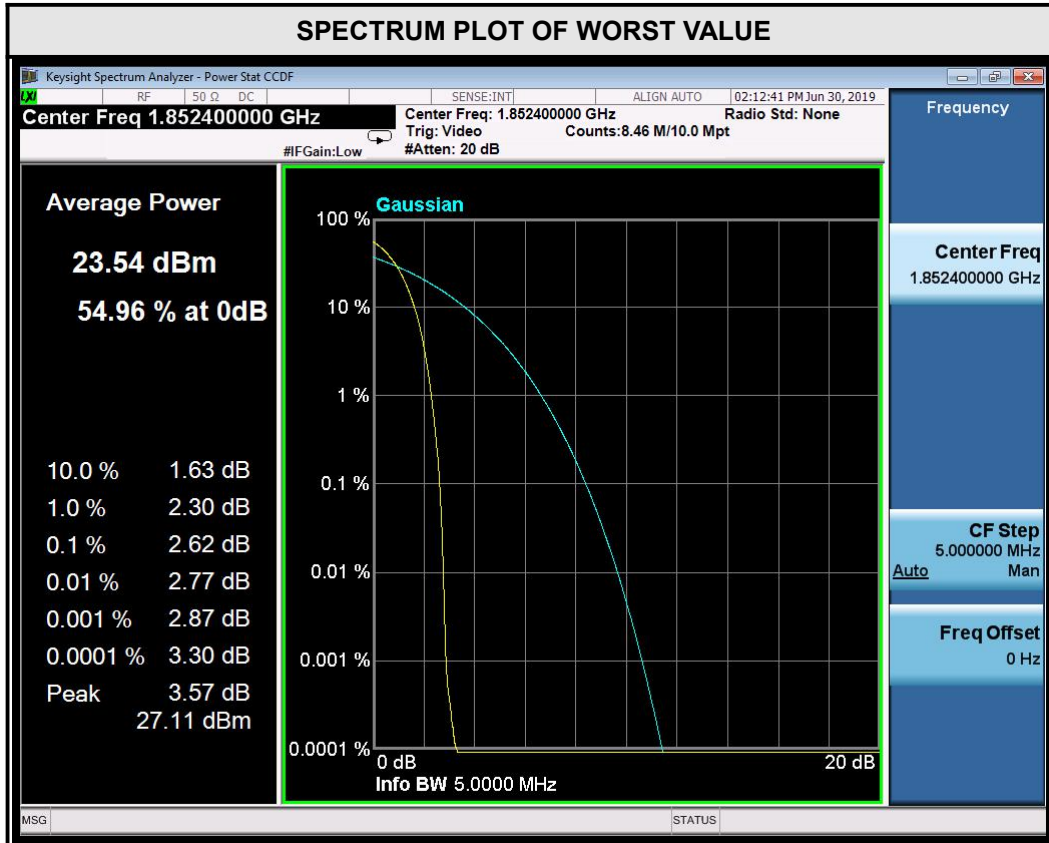 SPECTRUM PLOT OF WORST VALUE
Keysight Spectrum Analyzer - Power Stat CCDF
LXI RF 50 Ω DC SENSE:INT ALIGN AUTO 02:12:41 PM Jun 30, 2019
Center Freq 1.852400000 GHz
Center Freq: 1.852400000 GHz Radio Std: None
Trig: Video Counts:8.46 M/10.0 Mpt
#IFGain:Low #Atten: 20 dB
Average Power
23.54 dBm
54.96 % at 0dB
10.0 % 1.63 dB
1.0 % 2.30 dB
0.1 % 2.62 dB
0.01 % 2.77 dB
0.001 % 2.87 dB
0.0001 % 3.30 dB
Peak 3.57 dB
27.11 dBm
Gaussian
100 %
10 %
1 %
0.1 %
0.01 %
0.001 %
0.0001 %
0 dB 20 dB
Info BW 5.0000 MHz
Frequency
Center Freq
1.852400000 GHz
CF Step
5.000000 MHz
Auto Man
Freq Offset
0 Hz
MSG STATUS